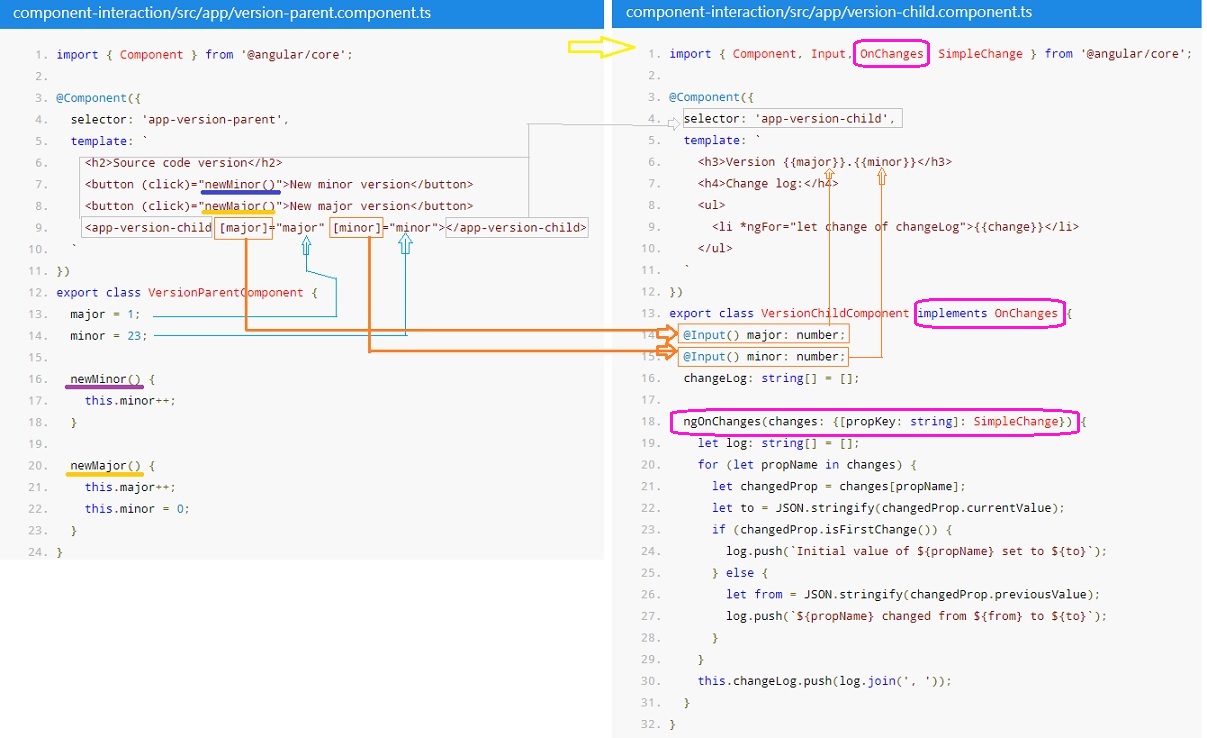 component-interaction/src/app/version-parent.component.ts
1. import { Component } from '@angular/core';
2.
3. @Component({
4. selector: 'app-version-parent',
5. template: `
6. <h2>Source code version</h2>
7. <button (click)="newMinor()">New minor version</button>
8. <button (click)="newMajor()">New major version</button>
9. <app-version-child [major]="major" [minor]="minor"></app-version-child>
10. `
11. })
12. export class VersionParentComponent {
13. major = 1;
14. minor = 23;
15.
16. newMinor() {
17. this.minor++;
18. }
19.
20. newMajor() {
21. this.major++;
22. this.minor = 0;
23. }
24. }
component-interaction/src/app/version-child.component.ts
1. import { Component, Input, OnChanges SimpleChange } from '@angular/core';
2.
3. @Component({
4. selector: 'app-version-child',
5. template: `
6. <h3>Version {{major}}.{{minor}}</h3>
7. <h4>Change log:</h4>
8. <ul>
9. <li *ngFor="let change of changeLog">{{change}}</li>
10. </ul>
11. `
12. })
13. export class VersionChildComponent implements OnChanges {
14. @Input() major: number;
15. @Input() minor: number;
16. changeLog: string[] = [];
17.
18. ngOnChanges(changes: {[propKey: string]: SimpleChange}) {
19. let log: string[] = [];
20. for (let propName in changes) {
21. let changedProp = changes[propName];
22. let to = JSON.stringify(changedProp.currentValue);
23. if (changedProp.isFirstChange()) {
24. log.push(`Initial value of ${propName} set to ${to}`);
25. } else {
26. let from = JSON.stringify(changedProp.previousValue);
27. log.push(`${propName} changed from ${from} to ${to}`);
28. }
29. }
30. this.changeLog.push(log.join(', '));
31. }
32. }